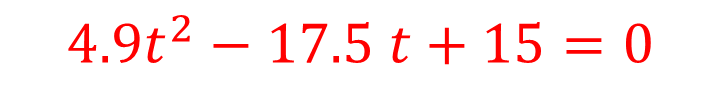 4.9t² − 17.5 t + 15 = 0